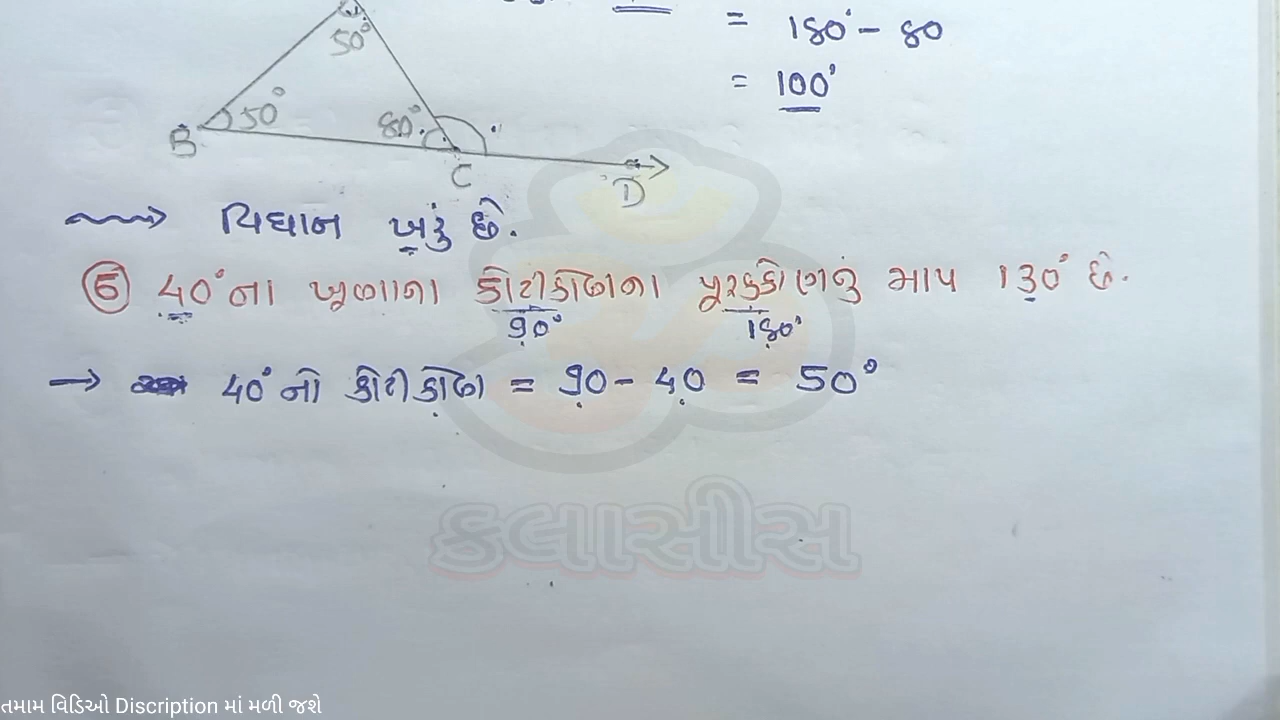 = 180° - 80
50°
= 100°
50°
80°
B
C
D
વિધાન ખરું છે.
6 40° ના ખૂણાના કોટીકોણના પૂરકકોણનું માપ 130° છે.
90° 180°
→ 40° નો કોટીકોણ = 90 - 40 = 50°
ક્લાસીસ
તમામ વિડિઓ Discription માં મળી જશે